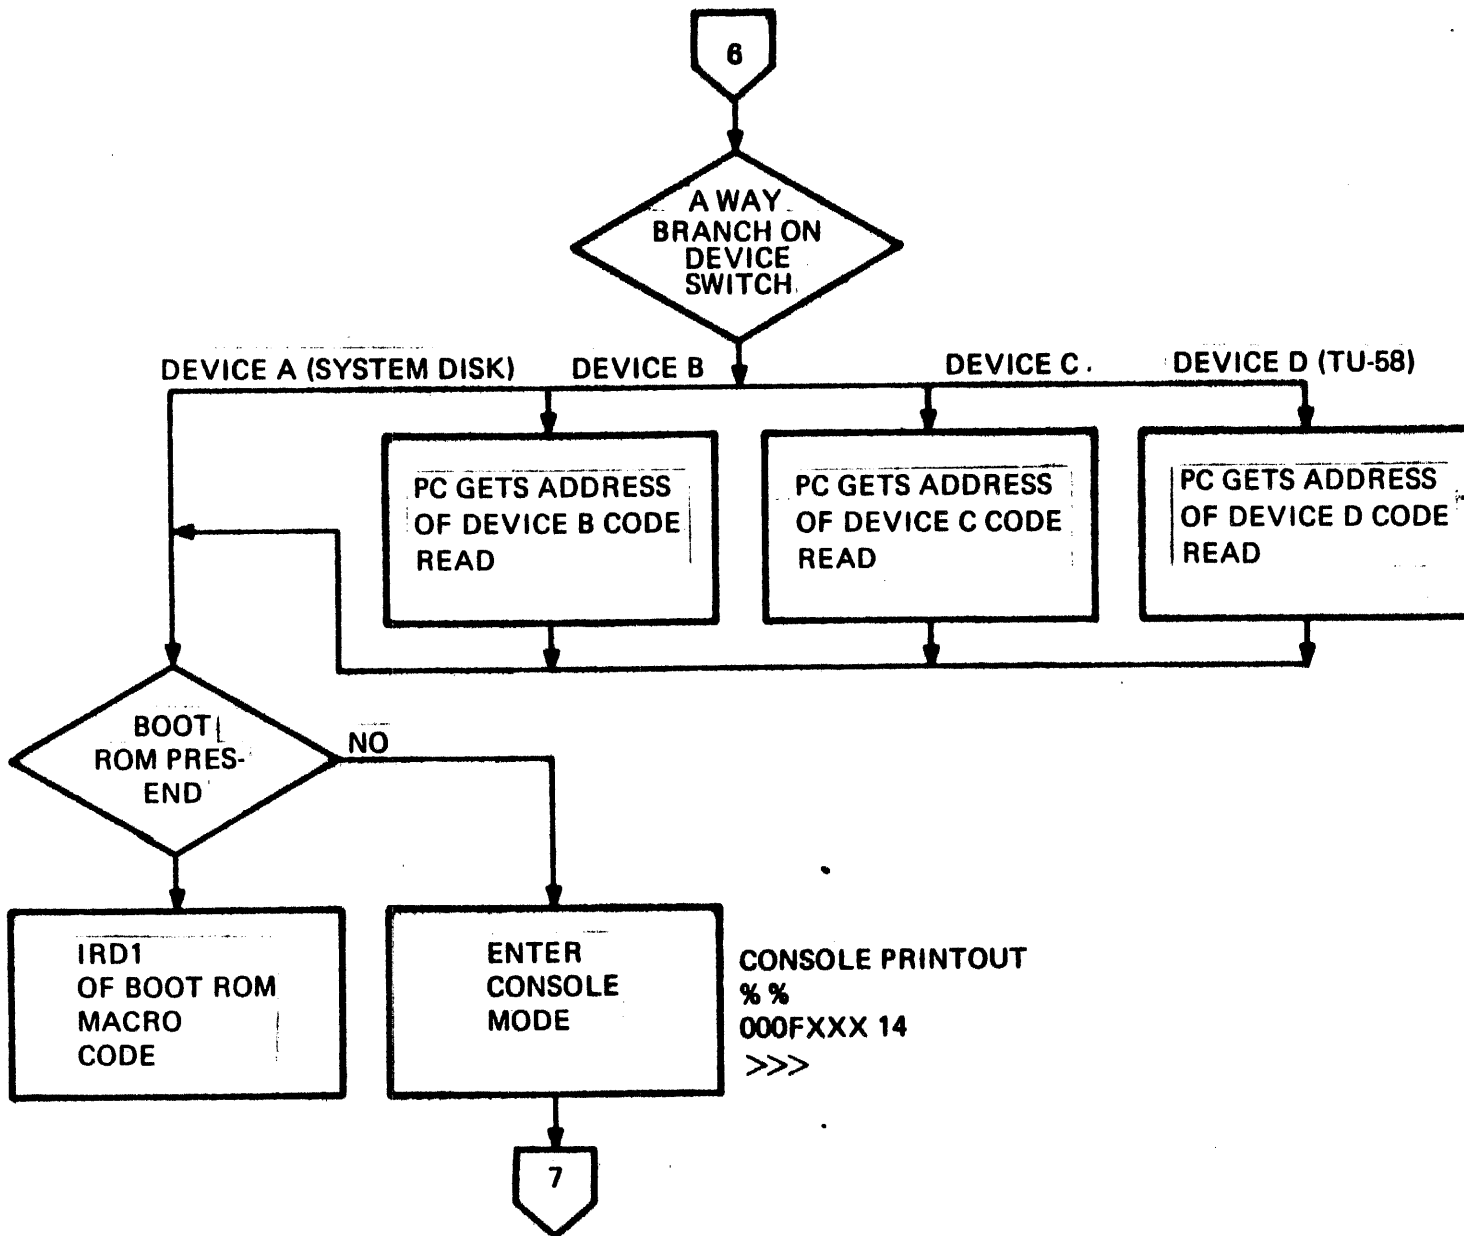 6
A WAY
BRANCH ON
DEVICE
SWITCH
DEVICE A (SYSTEM DISK)
DEVICE B
DEVICE C
DEVICE D (TU-58)
PC GETS ADDRESS
OF DEVICE B CODE
READ
PC GETS ADDRESS
OF DEVICE C CODE
READ
PC GETS ADDRESS
OF DEVICE D CODE
READ
BOOT
ROM PRES-
END
NO
IRD1
OF BOOT ROM
MACRO
CODE
ENTER
CONSOLE
MODE
CONSOLE PRINTOUT
% %
000FXXX 14
>>>
7